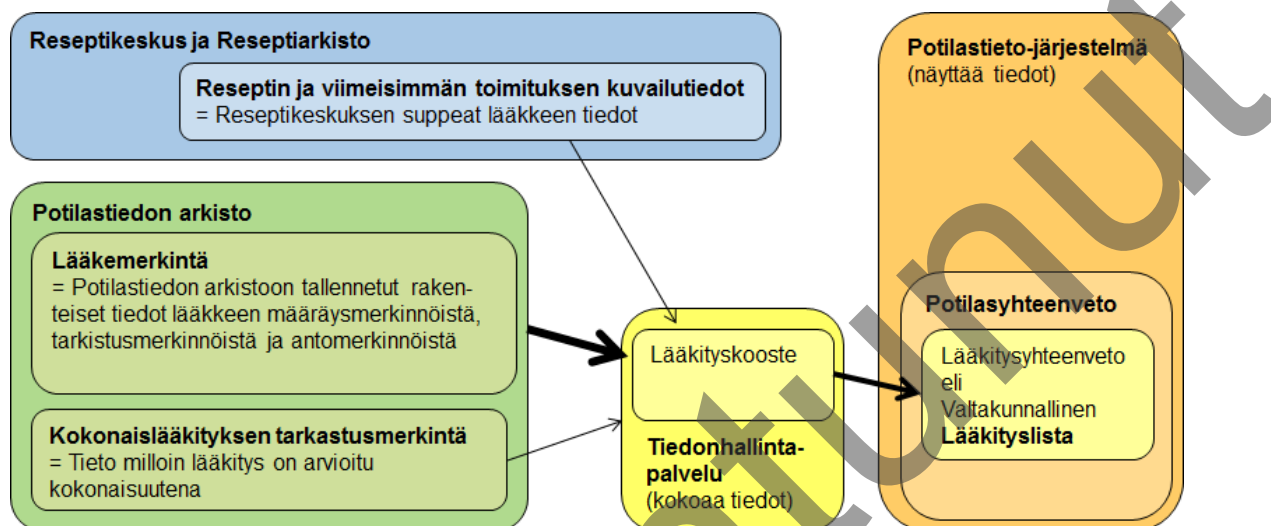 Reseptikeskus ja Reseptiarkisto
Reseptin ja viimeisimmän toimituksen kuvailutiedot
= Reseptikeskuksen suppeat lääkkeen tiedot
Potilastiedon arkisto
Lääkemerkintä
= Potilastiedon arkistoon tallennetut raken-
teiset tiedot lääkkeen määräysmerkinnöistä,
tarkistusmerkinnöistä ja antomerkinnöistä
Kokonaislääkityksen tarkastusmerkintä
= Tieto milloin lääkitys on arvioitu
kokonaisuutena
Lääkityskooste
Tiedonhallinta-
palvelu
(kokoaa tiedot)
Potilastieto-järjestelmä
(näyttää tiedot)
Potilasyhteenveto
Lääkitysyhteenveto
eli
Valtakunnallinen
Lääkityslista